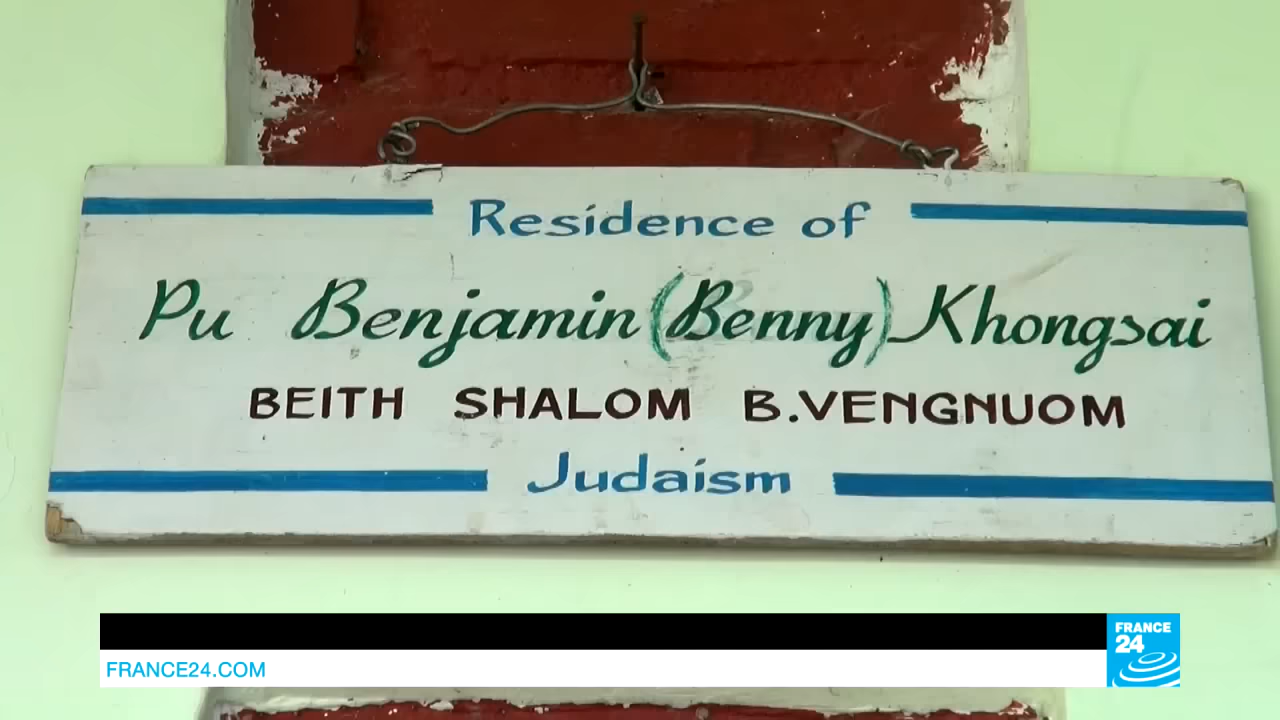 Residence of
Pu Benjamin (Benny) Khongsai
BEITH SHALOM B.VENGNUOM
Judaism
FRANCE
24
FRANCE24.COM